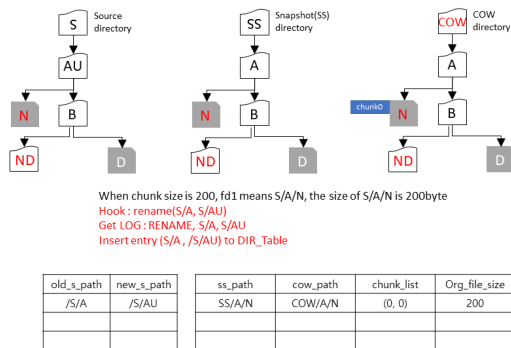 S
Source
directory
AU
N
B
ND
D
SS
Snapshot(SS)
directory
A
N
B
ND
D
COW
COW
directory
A
chunk0
N
B
ND
D
When chunk size is 200, fd1 means S/A/N, the size of S/A/N is 200byte
Hook : rename(S/A, S/AU)
Get LOG : RENAME, S/A, S/AU
Insert entry (S/A , /S/AU) to DIR_Table
old_s_path new_s_path
/S/A /S/AU
ss_path cow_path chunk_list Org_file_size
SS/A/N COW/A/N (0, 0) 200